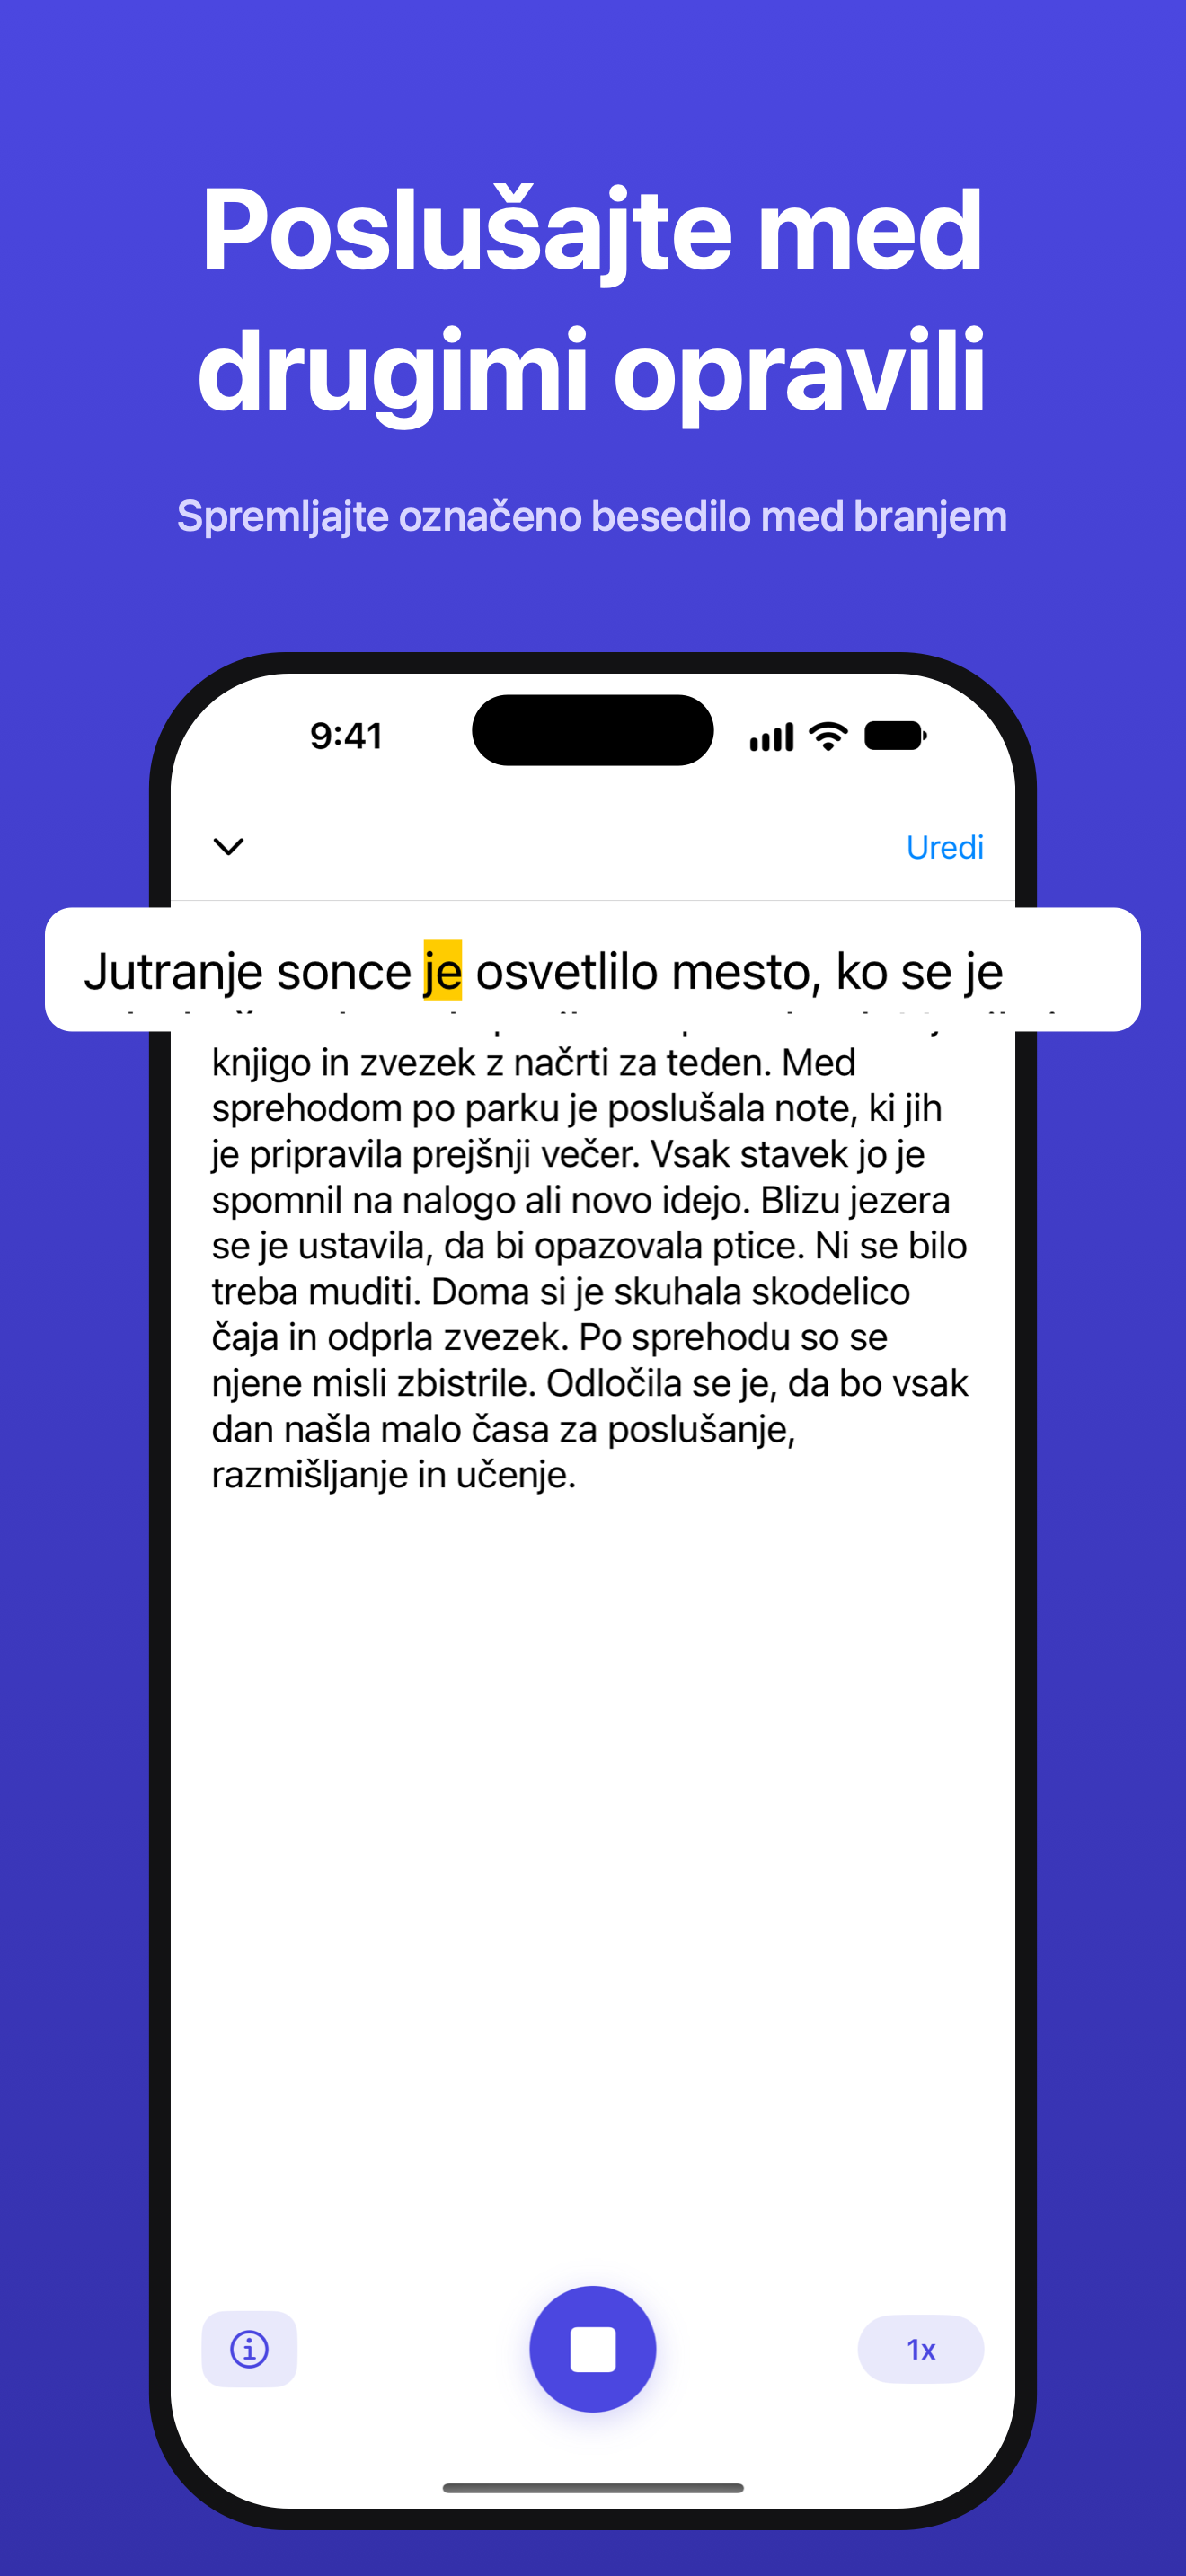 Poslušajte med
drugimi opravili
Spremljajte označeno besedilo med branjem
9:41
Uredi
Jutranje sonce je osvetlilo mesto, ko se je
knjigo in zvezek z načrti za teden. Med
sprehodom po parku je poslušala note, ki jih
je pripravila prejšnji večer. Vsak stavek jo je
spomnil na nalogo ali novo idejo. Blizu jezera
se je ustavila, da bi opazovala ptice. Ni se bilo
treba muditi. Doma si je skuhala skodelico
čaja in odprla zvezek. Po sprehodu so se
njene misli zbistrile. Odločila se je, da bo vsak
dan našla malo časa za poslušanje,
razmišljanje in učenje.
1x